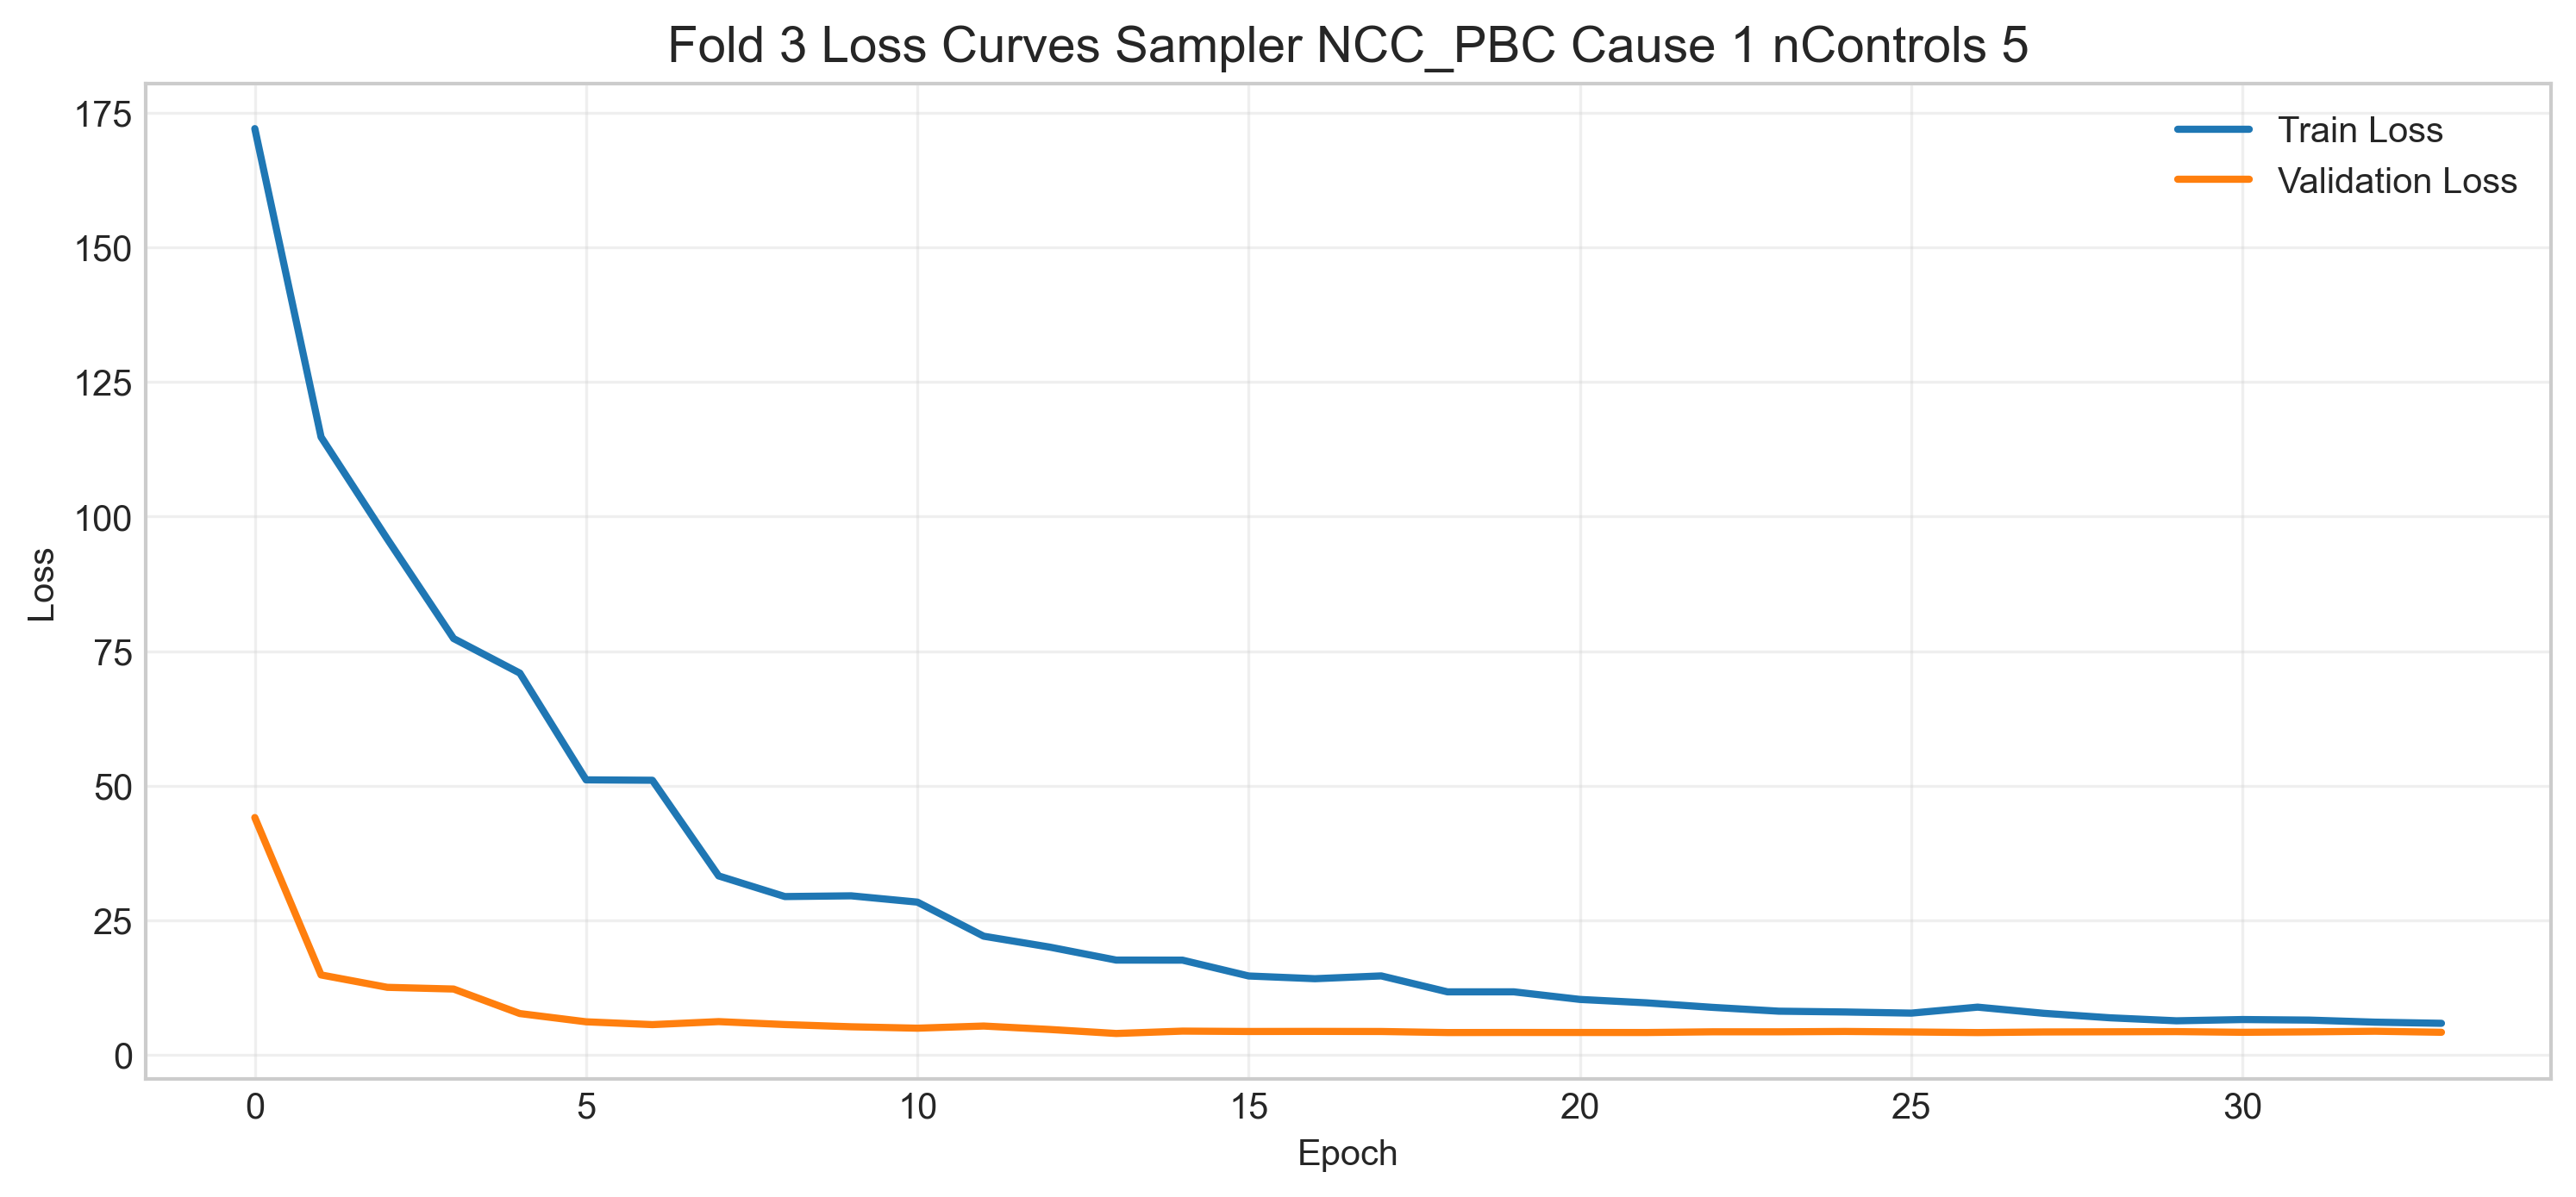 Fold 3 Loss Curves Sampler NCC_PBC Cause 1 nControls 5
175
150
125
100
75
50
25
0
Loss
Train Loss
Validation Loss
0 5 10 15 20 25 30
Epoch